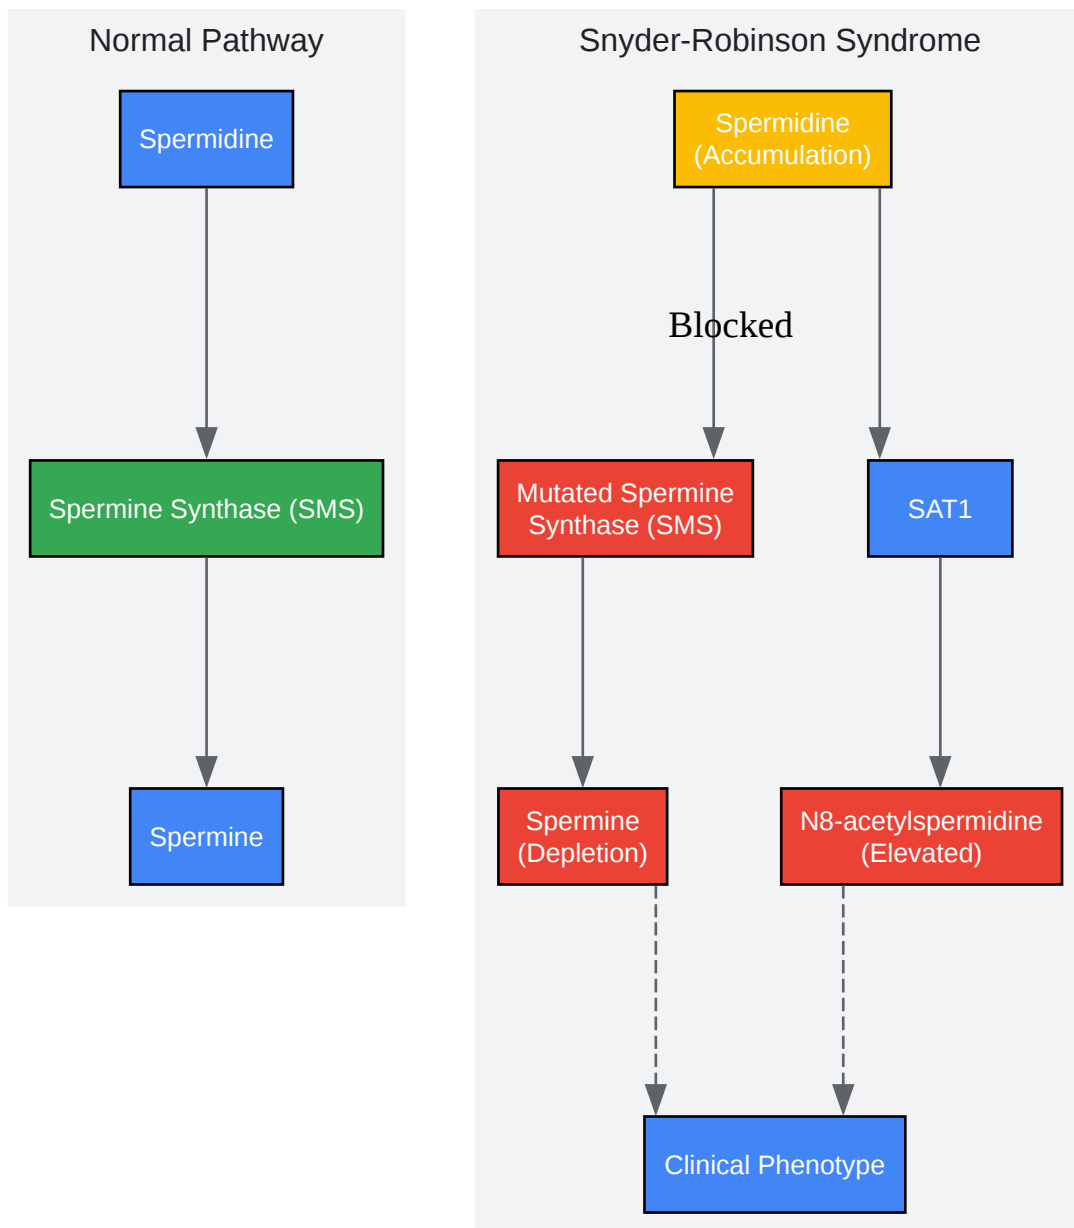 Normal Pathway
Spermidine
Spermine Synthase (SMS)
Spermine
Snyder-Robinson Syndrome
Spermidine
(Accumulation)
Blocked
Mutated Spermine
Synthase (SMS)
SAT1
Spermine
(Depletion)
N8-acetylspermidine
(Elevated)
Clinical Phenotype